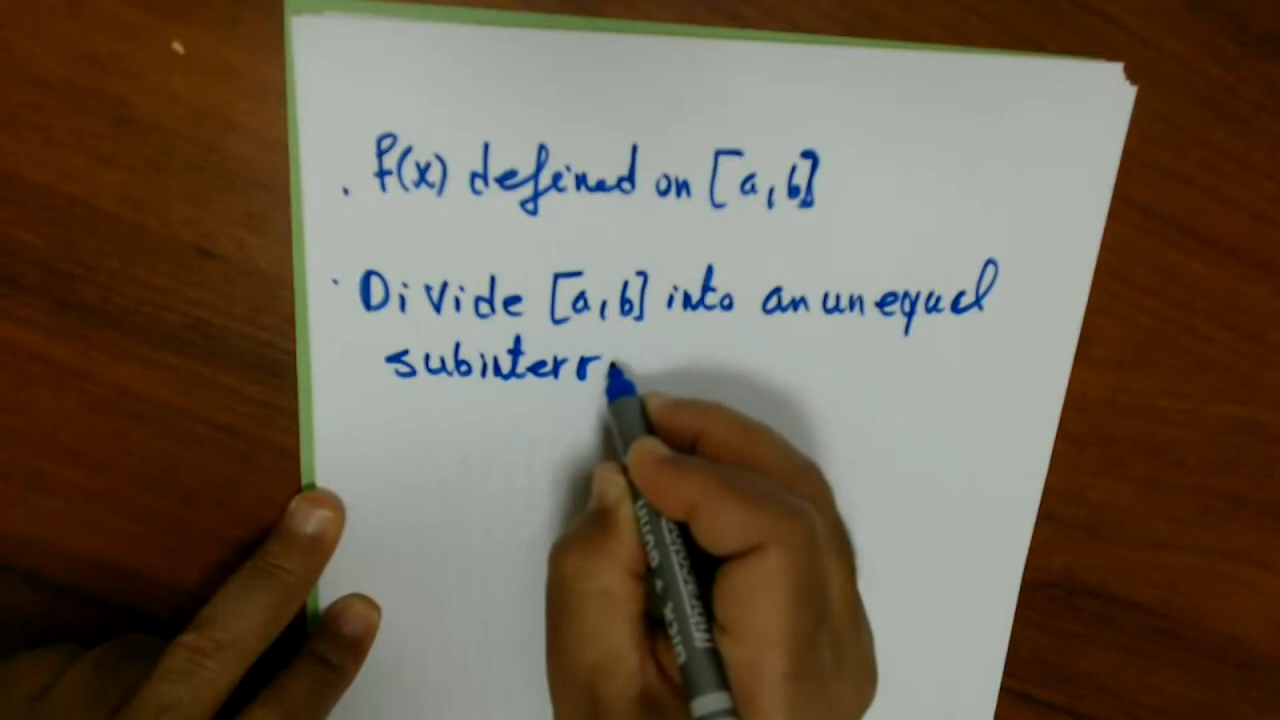 . f(x) defined on [a, b]
· Divide [a, b] into an unequal
subinterr